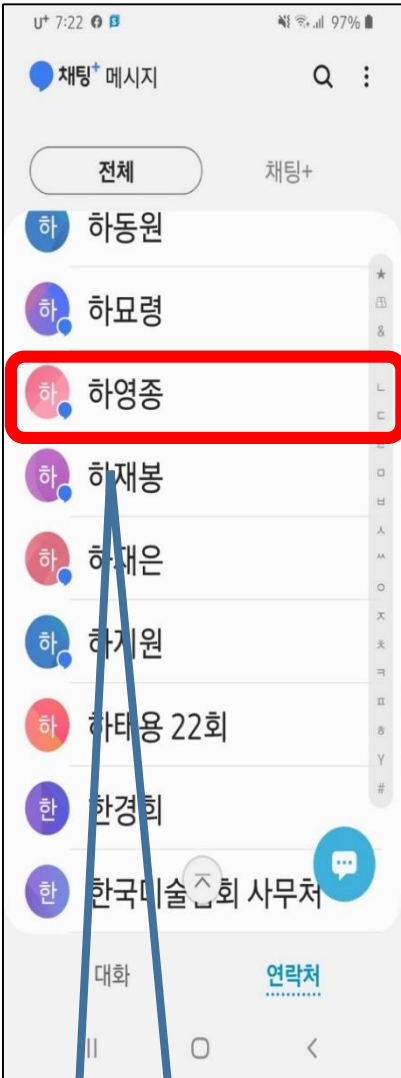 U+ 7:22
97%
채팅+ 메시지
전체 채팅+
하 하동원
하 하묘령
하 하영종
하 하재봉
하 하재은
하 하지원
하 하태용 22회
한 한경희
한 한국미술협회 사무처
대화 연락처
★
&
ㄴ
ㄷ
ㄹ
ㅁ
ㅂ
ㅅ
ㅆ
ㅇ
ㅈ
ㅊ
ㅋ
ㅍ
ㅎ
Y
#